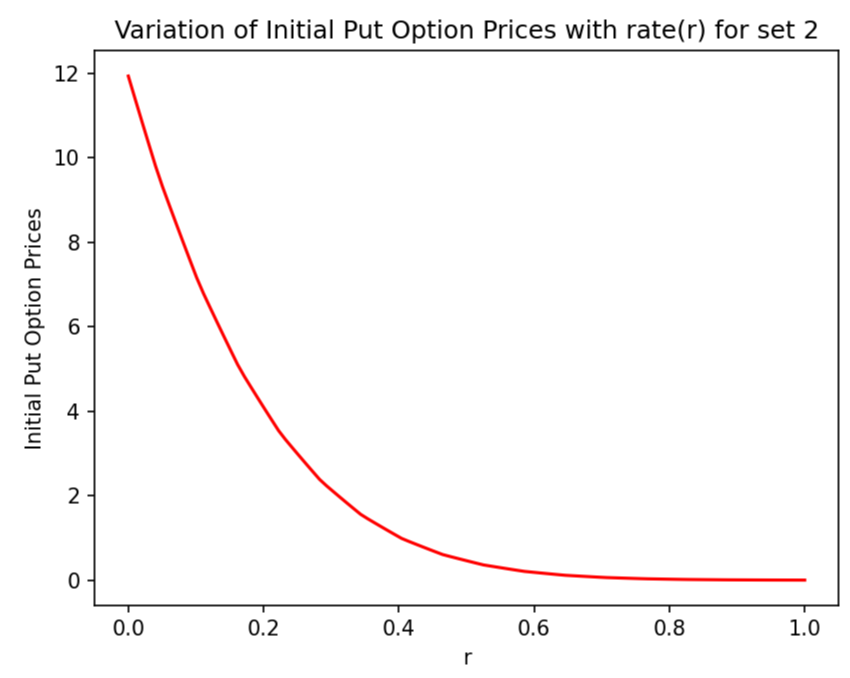 Variation of Initial Put Option Prices with rate(r) for set 2
Initial Put Option Prices
12
10
8
6
4
2
0
0.0 0.2 0.4 0.6 0.8 1.0
r